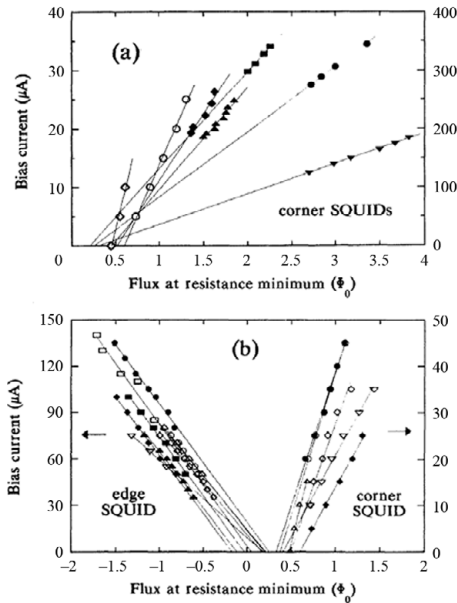 (a)
Bias current (μA)
40
30
20
10
0
400
300
200
100
0
corner SQUIDs
0 0.5 1 1.5 2 2.5 3 3.5 4
Flux at resistance minimum (Φ₀)
(b)
Bias current (μA)
150
120
90
60
30
0
50
40
30
20
10
0
edge
SQUID
corner
SQUID
−2 −1.5 −1 −0.5 0 0.5 1 1.5 2
Flux at resistance minimum (Φ₀)